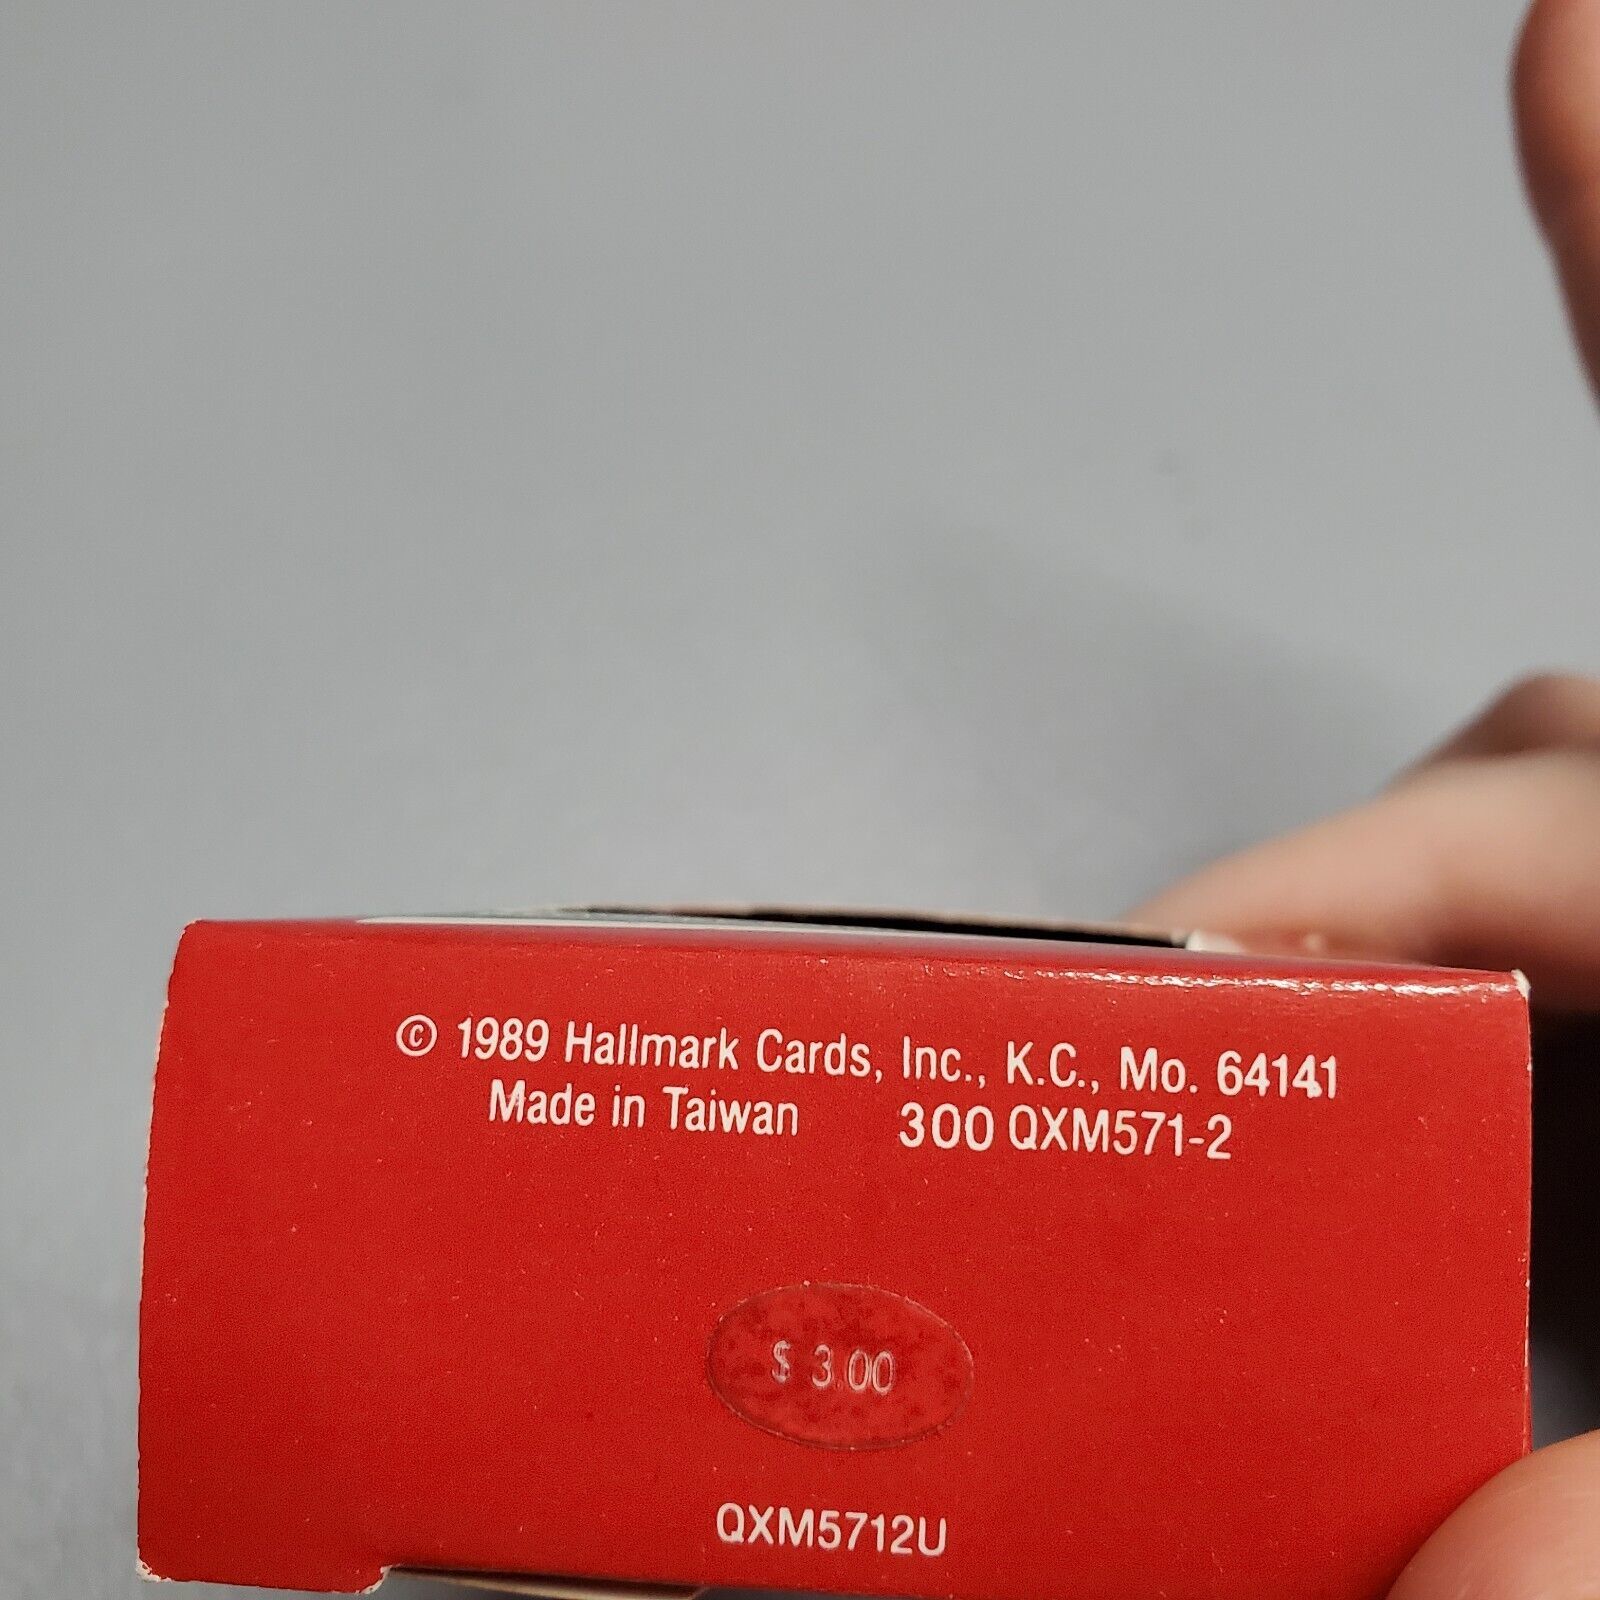 © 1989 Hallmark Cards, Inc., K.C., Mo. 64141
Made in Taiwan 300 QXM571-2
$ 3.00
QXM5712U